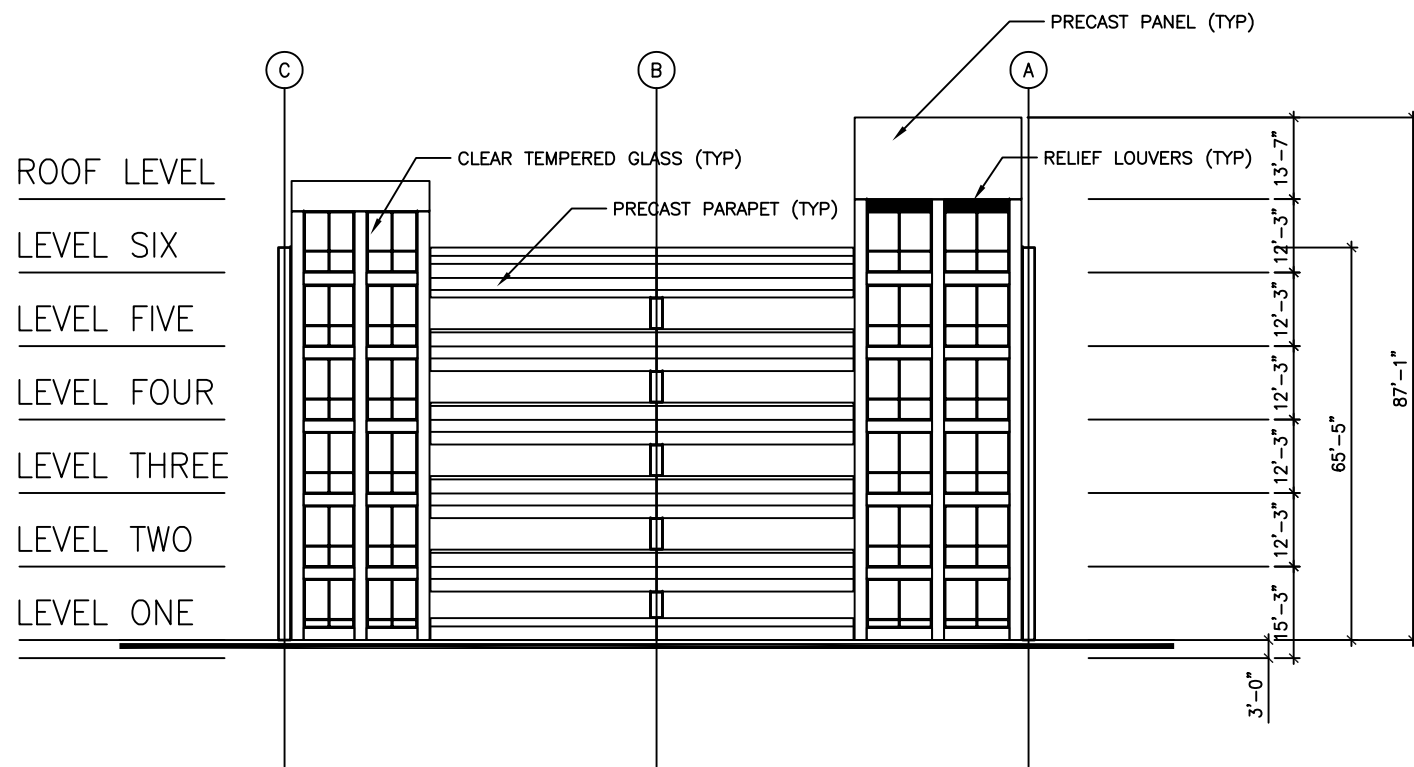 PRECAST PANEL (TYP)
C
B
A
CLEAR TEMPERED GLASS (TYP)
RELIEF LOUVERS (TYP)
ROOF LEVEL
13'-7"
PRECAST PARAPET (TYP)
LEVEL SIX
12'-3"
LEVEL FIVE
12'-3"
87'-1"
LEVEL FOUR
12'-3"
65'-5"
LEVEL THREE
12'-3"
LEVEL TWO
12'-3"
LEVEL ONE
15'-3"
3'-0"